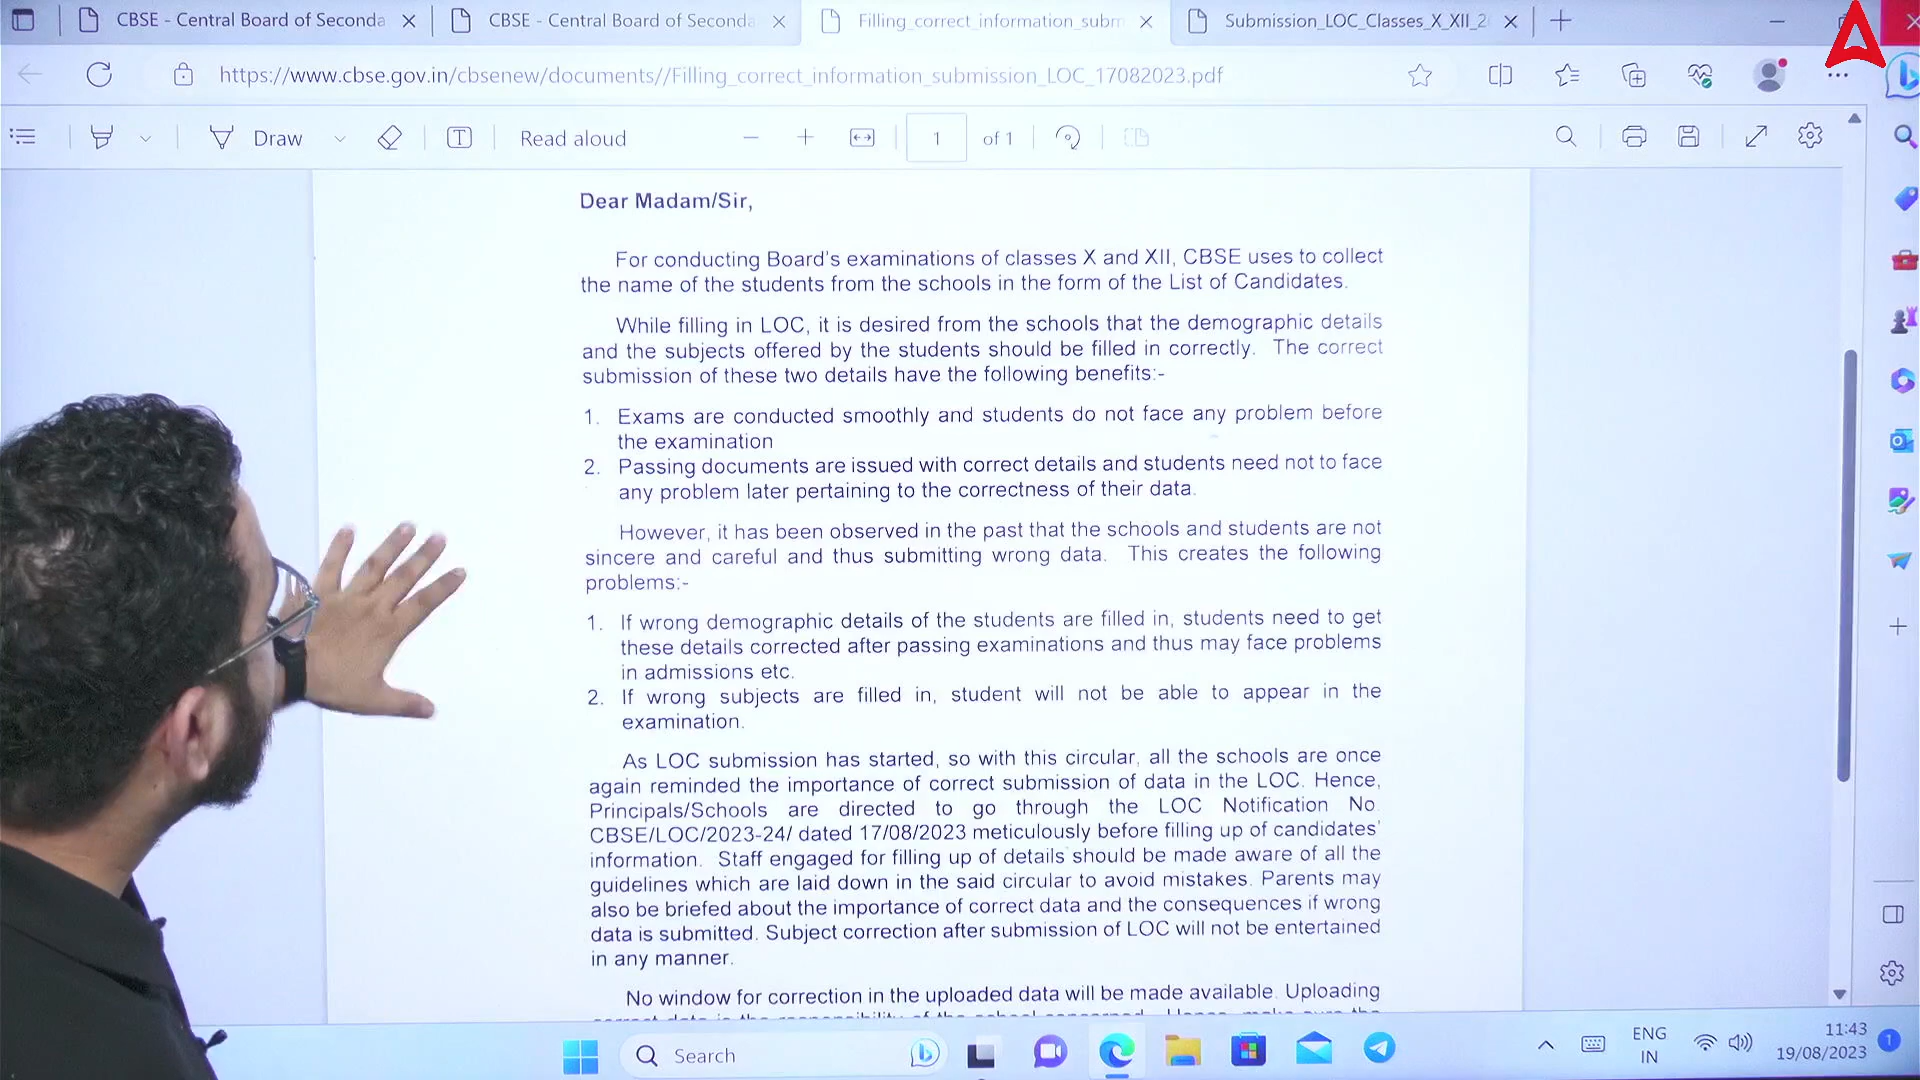 CBSE - Central Board of Seconda
CBSE - Central Board of Seconda
Filling_correct_information_subm
Submission_LOC_Classes_X_XII_2
https://www.cbse.gov.in/cbsenew/documents//Filling_correct_information_submission_LOC_17082023.pdf
Draw
T
Read aloud
1
of 1
Dear Madam/Sir,
For conducting Board's examinations of classes X and XII, CBSE uses to collect
the name of the students from the schools in the form of the List of Candidates.
While filling in LOC, it is desired from the schools that the demographic details
and the subjects offered by the students should be filled in correctly. The correct
submission of these two details have the following benefits:-
1. Exams are conducted smoothly and students do not face any problem before
the examination
2. Passing documents are issued with correct details and students need not to face
any problem later pertaining to the correctness of their data.
However, it has been observed in the past that the schools and students are not
sincere and careful and thus submitting wrong data. This creates the following
problems:-
1. If wrong demographic details of the students are filled in, students need to get
these details corrected after passing examinations and thus may face problems
in admissions etc.
2. If wrong subjects are filled in, student will not be able to appear in the
examination.
As LOC submission has started, so with this circular, all the schools are once
again reminded the importance of correct submission of data in the LOC. Hence,
Principals/Schools are directed to go through the LOC Notification No.
CBSE/LOC/2023-24/ dated 17/08/2023 meticulously before filling up of candidates'
information. Staff engaged for filling up of details should be made aware of all the
guidelines which are laid down in the said circular to avoid mistakes. Parents may
also be briefed about the importance of correct data and the consequences if wrong
data is submitted. Subject correction after submission of LOC will not be entertained
in any manner.
No window for correction in the uploaded data will be made available. Uploading
Search
ENG
IN
11:43
19/08/2023
1